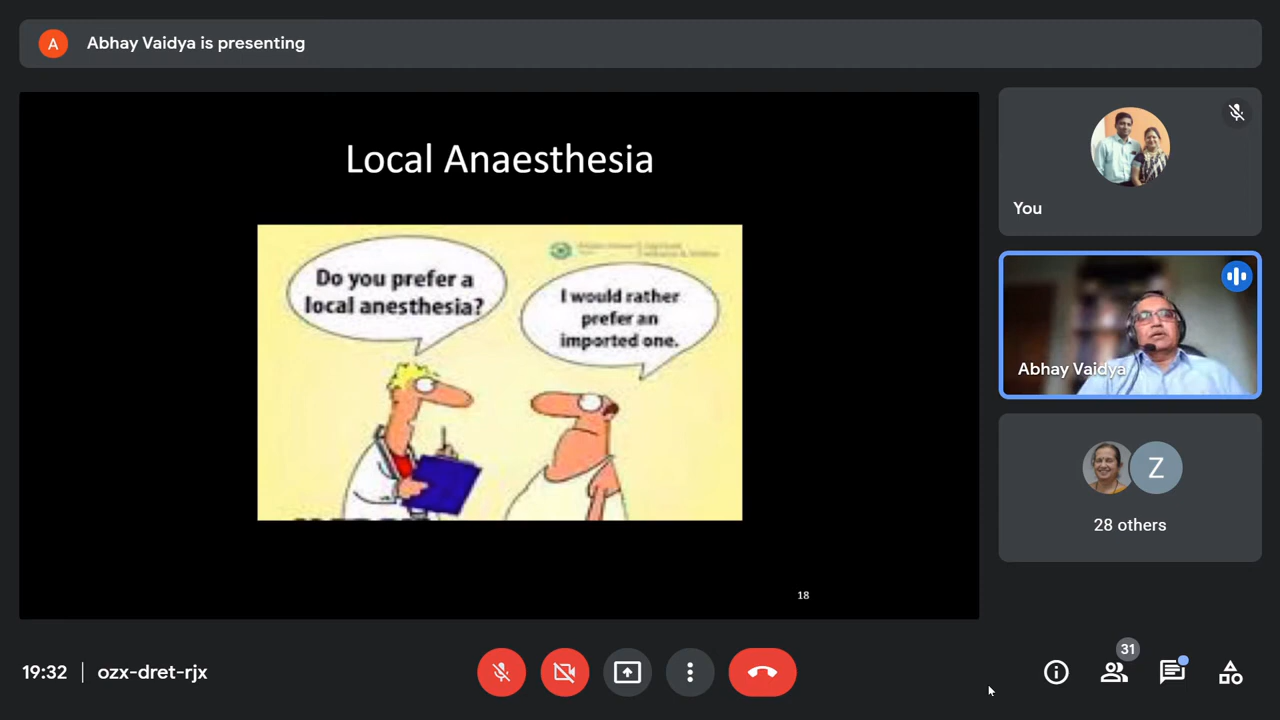 A
Abhay Vaidya is presenting
Local Anaesthesia
Do you prefer a
local anesthesia?
I would rather
prefer an
imported one.
18
You
Abhay Vaidya
Z
28 others
19:32
ozx-dret-rjx
31